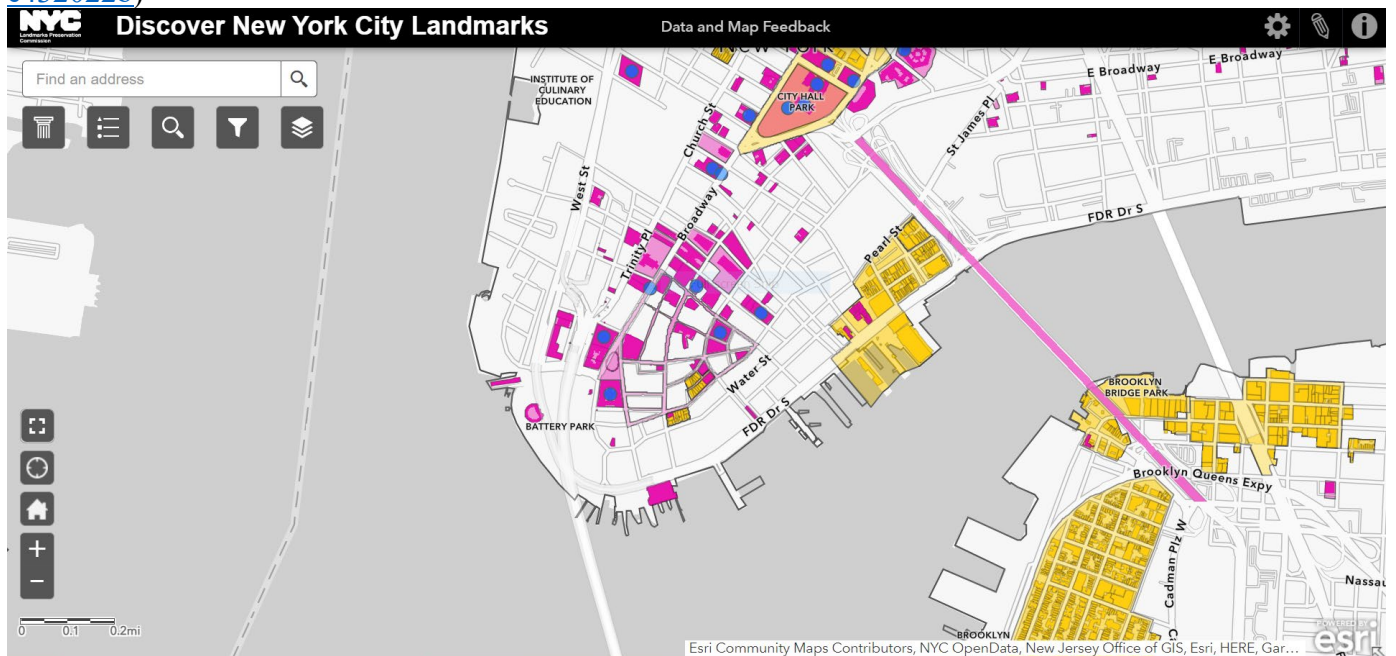 e4526228)
NYC
Landmarks Preservation
Commission
Discover New York City Landmarks
Data and Map Feedback
Find an address
NEW YORK
INSTITUTE OF
CULINARY
EDUCATION
CITY HALL
PARK
E Broadway
E Broadway
St James Pl
Church St
West St
Broadway
Trinity Pl
Pearl St
FDR Dr S
Water St
FDR Dr S
BATTERY PARK
BROOKLYN
BRIDGE PARK
Brooklyn Queens Expy
Cadman Plz W
Nassau
BROOKLYN
0 0.1 0.2mi
POWERED BY
esri
Esri Community Maps Contributors, NYC OpenData, New Jersey Office of GIS, Esri, HERE, Gar...